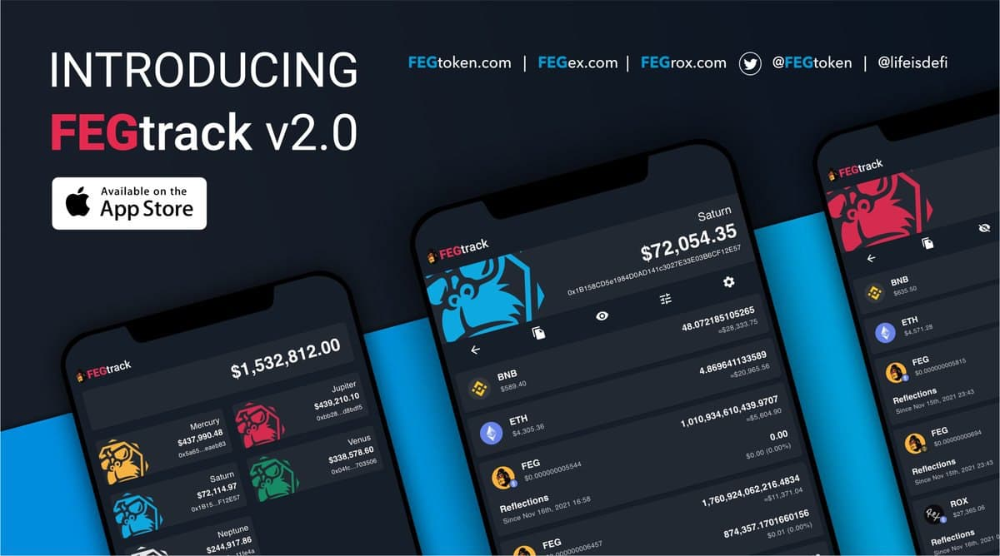 INTRODUCING
FEGtrack v2.0
Available on the
App Store
FEGtoken.com | FEGex.com | FEGrox.com @FEGtoken | @lifeisdefi
FEGtrack
$1,532,812.00
Mercury
$437,990.48
0x5a65...eaeb83
Jupiter
$439,210.10
0xbb28...d8bdf5
Saturn
$72,114.97
0x1B15...F12E57
Venus
$338,578.60
0x04fc...703506
Neptune
$244,917.86
FEGtrack
Saturn
$72,054.35
0x1B158CD5e1984D0AD141c3027E33E03B6CF12E57
BNB
$589.40
48.072185105265
≈$28,333.75
ETH
$4,305.36
4.869641133589
≈$20,965.56
FEG
$0.000000005544
1,010,934,610,439.9707
≈$5,604.90
Reflections
Since Nov 16th, 2021 16:58
0.00
$0.00 (0.00%)
FEG
$0.000000006457
1,760,924,062,216.4834
≈$11,371.04
874,357.1701660156
$0.01 (0.00%)
FEGtrack
BNB
$635.50
ETH
$4,571.28
FEG
$0.000000005815
Reflections
Since Nov 15th, 2021 23:43
FEG
$0.00000000694
Reflections
Since Nov 15th, 2021 23:43
ROX
$27,365.06
Reflections
Since Nov 16th, 2021